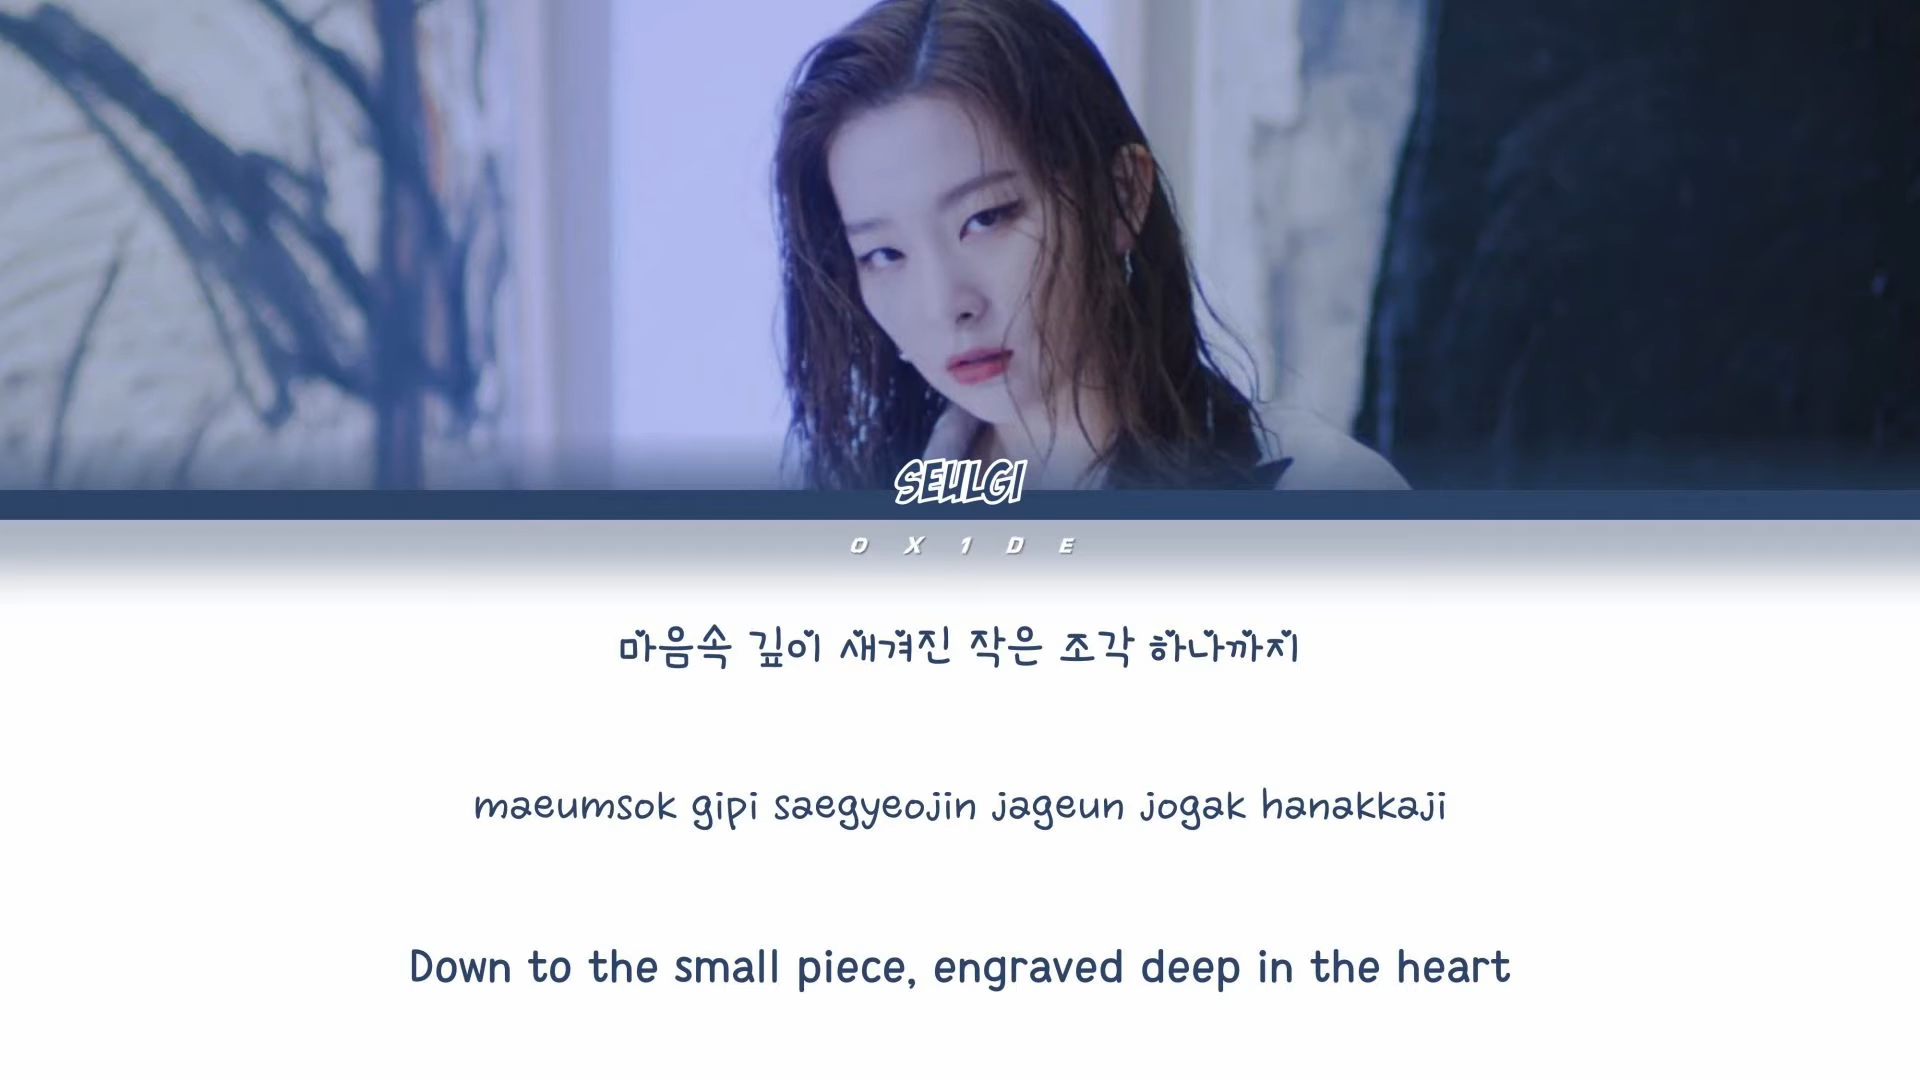 SEULGI
OX1DE
마음속 깊이 새겨진 작은 조각 하나까지
maeumsok gipi saegyeojin jageun jogak hanakkaji
Down to the small piece, engraved deep in the heart